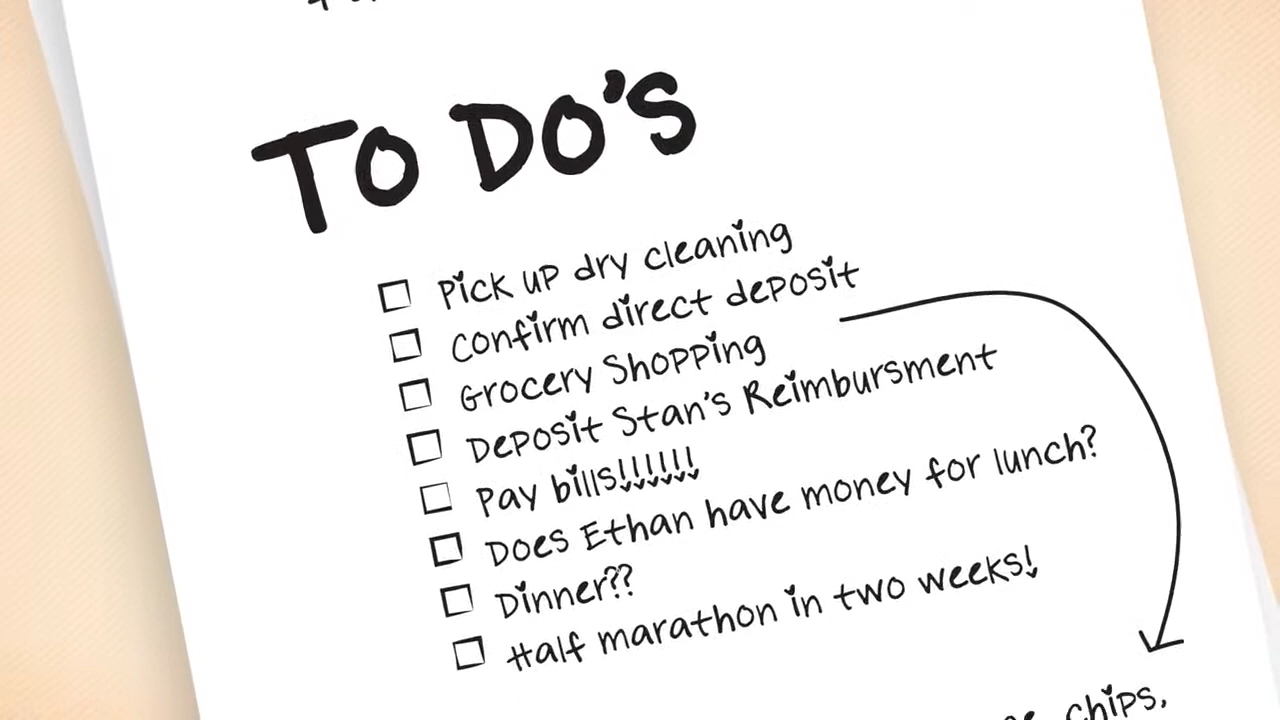 TO DO'S
Pick up dry cleaning
Confirm direct deposit
Grocery Shopping
Deposit Stan's Reimbursment
Pay bills!!!!!!
Does Ethan have money for lunch?
Dinner??
Half marathon in two weeks!
chips,